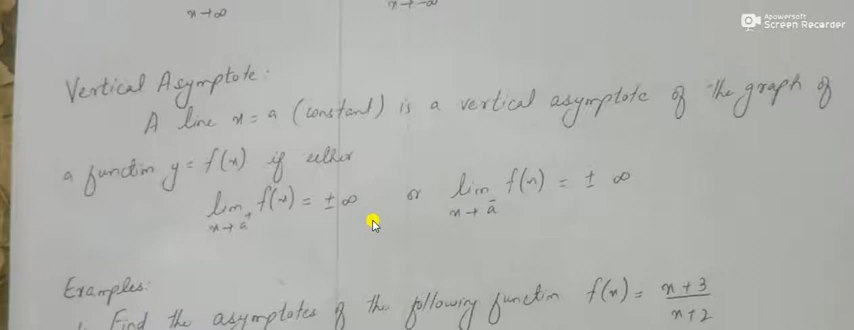 x→∞ x→-∞
Apowersoft
Screen Recorder
Vertical Asymptote:
A line x = a (constant) is a vertical asymptote of the graph of
a function y = f(x) if either
lim x→a⁺ f(x) = ± ∞ or lim x→a⁻ f(x) = ± ∞
Examples:
1. Find the asymptotes of the following function f(x) = x+3 / x+2